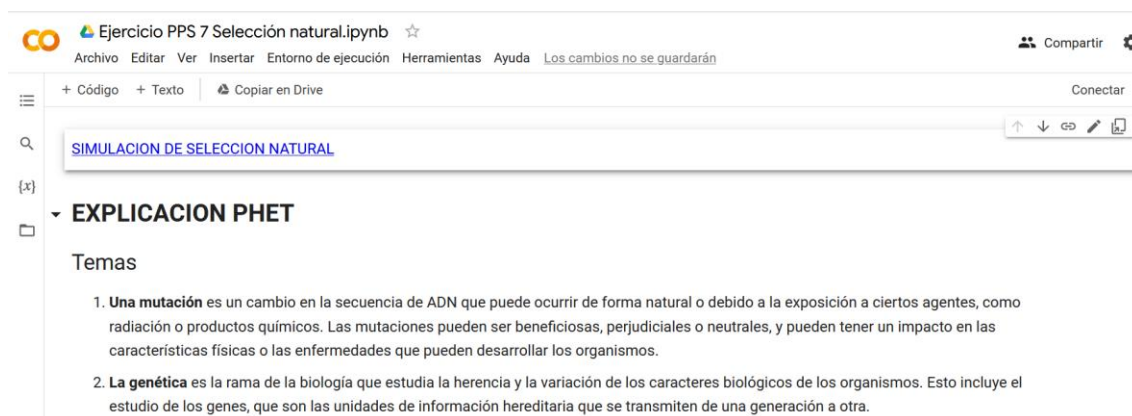 Ejercicio PPS 7 Selección natural.ipynb
Archivo Editar Ver Insertar Entorno de ejecución Herramientas Ayuda Los cambios no se guardarán
Compartir
+ Código + Texto Copiar en Drive
Conectar
SIMULACION DE SELECCION NATURAL
{x}
EXPLICACION PHET
Temas
1. Una mutación es un cambio en la secuencia de ADN que puede ocurrir de forma natural o debido a la exposición a ciertos agentes, como
radiación o productos químicos. Las mutaciones pueden ser beneficiosas, perjudiciales o neutrales, y pueden tener un impacto en las
características físicas o las enfermedades que pueden desarrollar los organismos.
2. La genética es la rama de la biología que estudia la herencia y la variación de los caracteres biológicos de los organismos. Esto incluye el
estudio de los genes, que son las unidades de información hereditaria que se transmiten de una generación a otra.